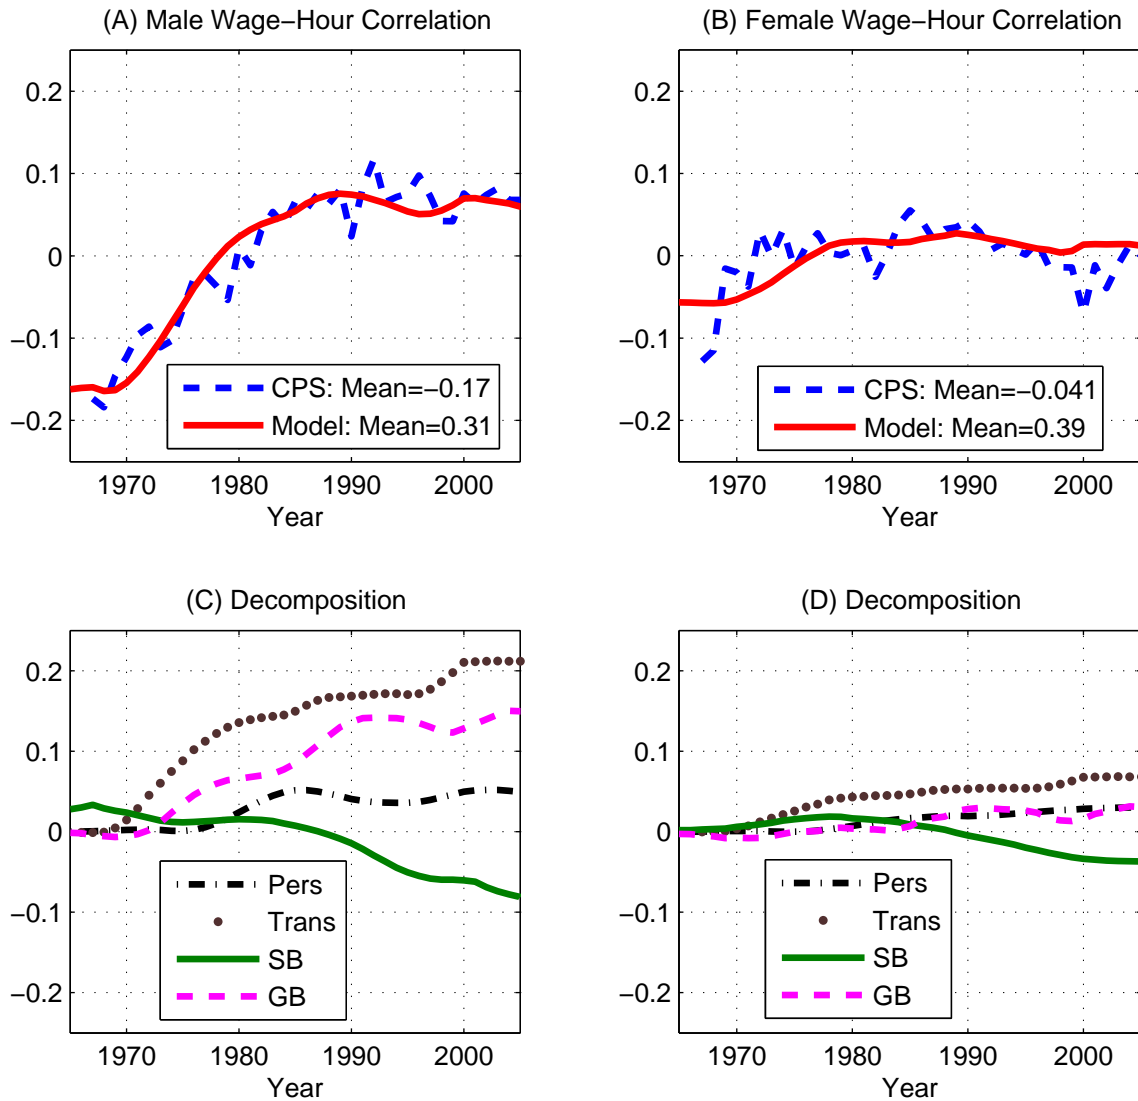 (A) Male Wage−Hour Correlation
0.2
0.1
0
−0.1
−0.2
CPS: Mean=−0.17
Model: Mean=0.31
1970 1980 1990 2000
Year
(B) Female Wage−Hour Correlation
0.2
0.1
0
−0.1
−0.2
CPS: Mean=−0.041
Model: Mean=0.39
1970 1980 1990 2000
Year
(C) Decomposition
0.2
0.1
0
−0.1
−0.2
Pers
Trans
SB
GB
1970 1980 1990 2000
Year
(D) Decomposition
0.2
0.1
0
−0.1
−0.2
Pers
Trans
SB
GB
1970 1980 1990 2000
Year